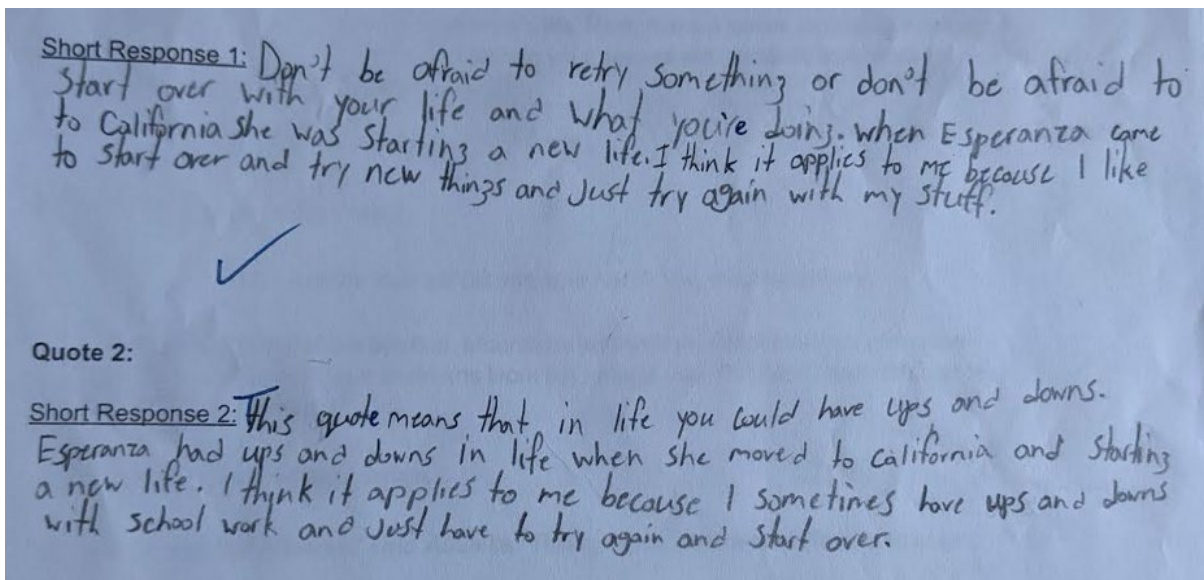 Short Response 1: Don't be afraid to retry something or don't be afraid to
start over with your life and what you're doing. when Esperanza came
to California she was starting a new life. I think it applies to me because I like
to start over and try new things and Just try again with my stuff.
Quote 2:
Short Response 2: This quote means that in life you could have ups and downs.
Esperanza had ups and downs in life when she moved to california and starting
a new life. I think it applies to me because I sometines have ups and downs
with school work and Just have to try again and start over.